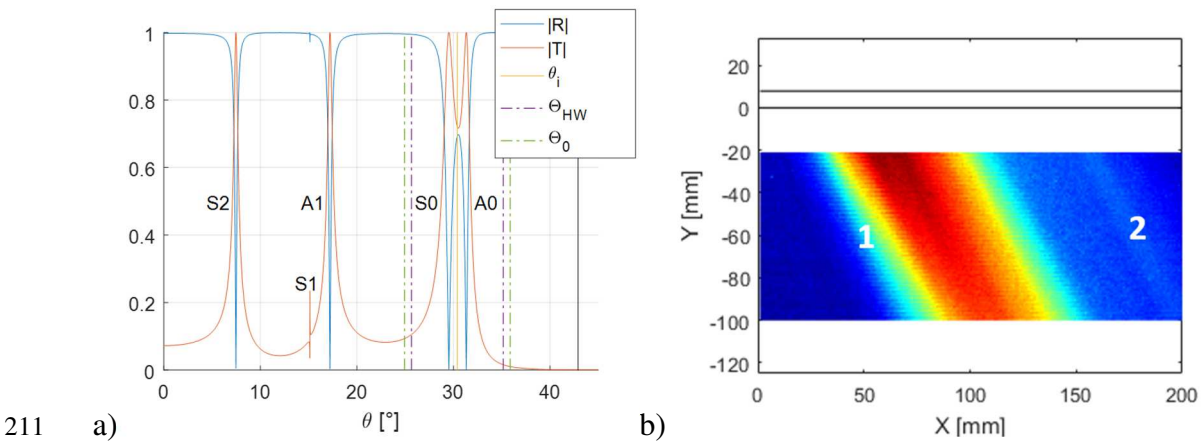 |R|
|T|
θi
ΘHW
Θ0
1
0.8
0.6
0.4
0.2
0
S2
A1
S0
A0
S1
0
10
20
30
40
θ [°]
20
0
-20
-40
-60
-80
-100
-120
Y [mm]
1
2
0
50
100
150
200
X [mm]
211 a) b)